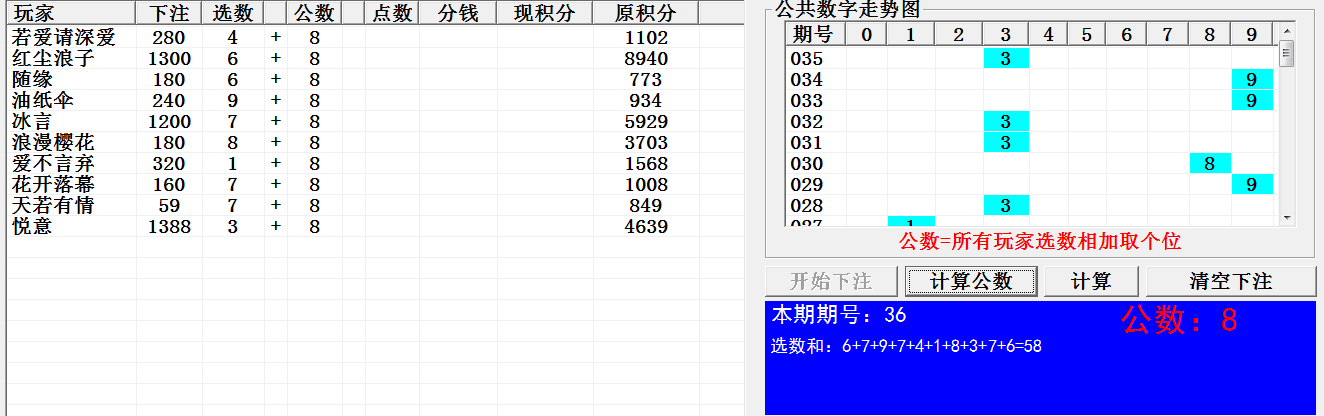 玩家 下注 选数 公数 点数 分钱 现积分 原积分
若爱请深爱 280 4 + 8 1102
红尘浪子 1300 6 + 8 8940
随缘 180 6 + 8 773
油纸伞 240 9 + 8 934
冰言 1200 7 + 8 5929
浪漫樱花 180 8 + 8 3703
爱不言弃 320 1 + 8 1568
花开落幕 160 7 + 8 1008
天若有情 59 7 + 8 849
悦意 1388 3 + 8 4639
公共数字走势图
期号 0 1 2 3 4 5 6 7 8 9
035 3
034 9
033 9
032 3
031 3
030 8
029 9
028 3
027 1
公数=所有玩家选数相加取个位
开始下注 计算公数 计算 清空下注
本期期号：36 公数：8
选数和：6+7+9+7+4+1+8+3+7+6=58